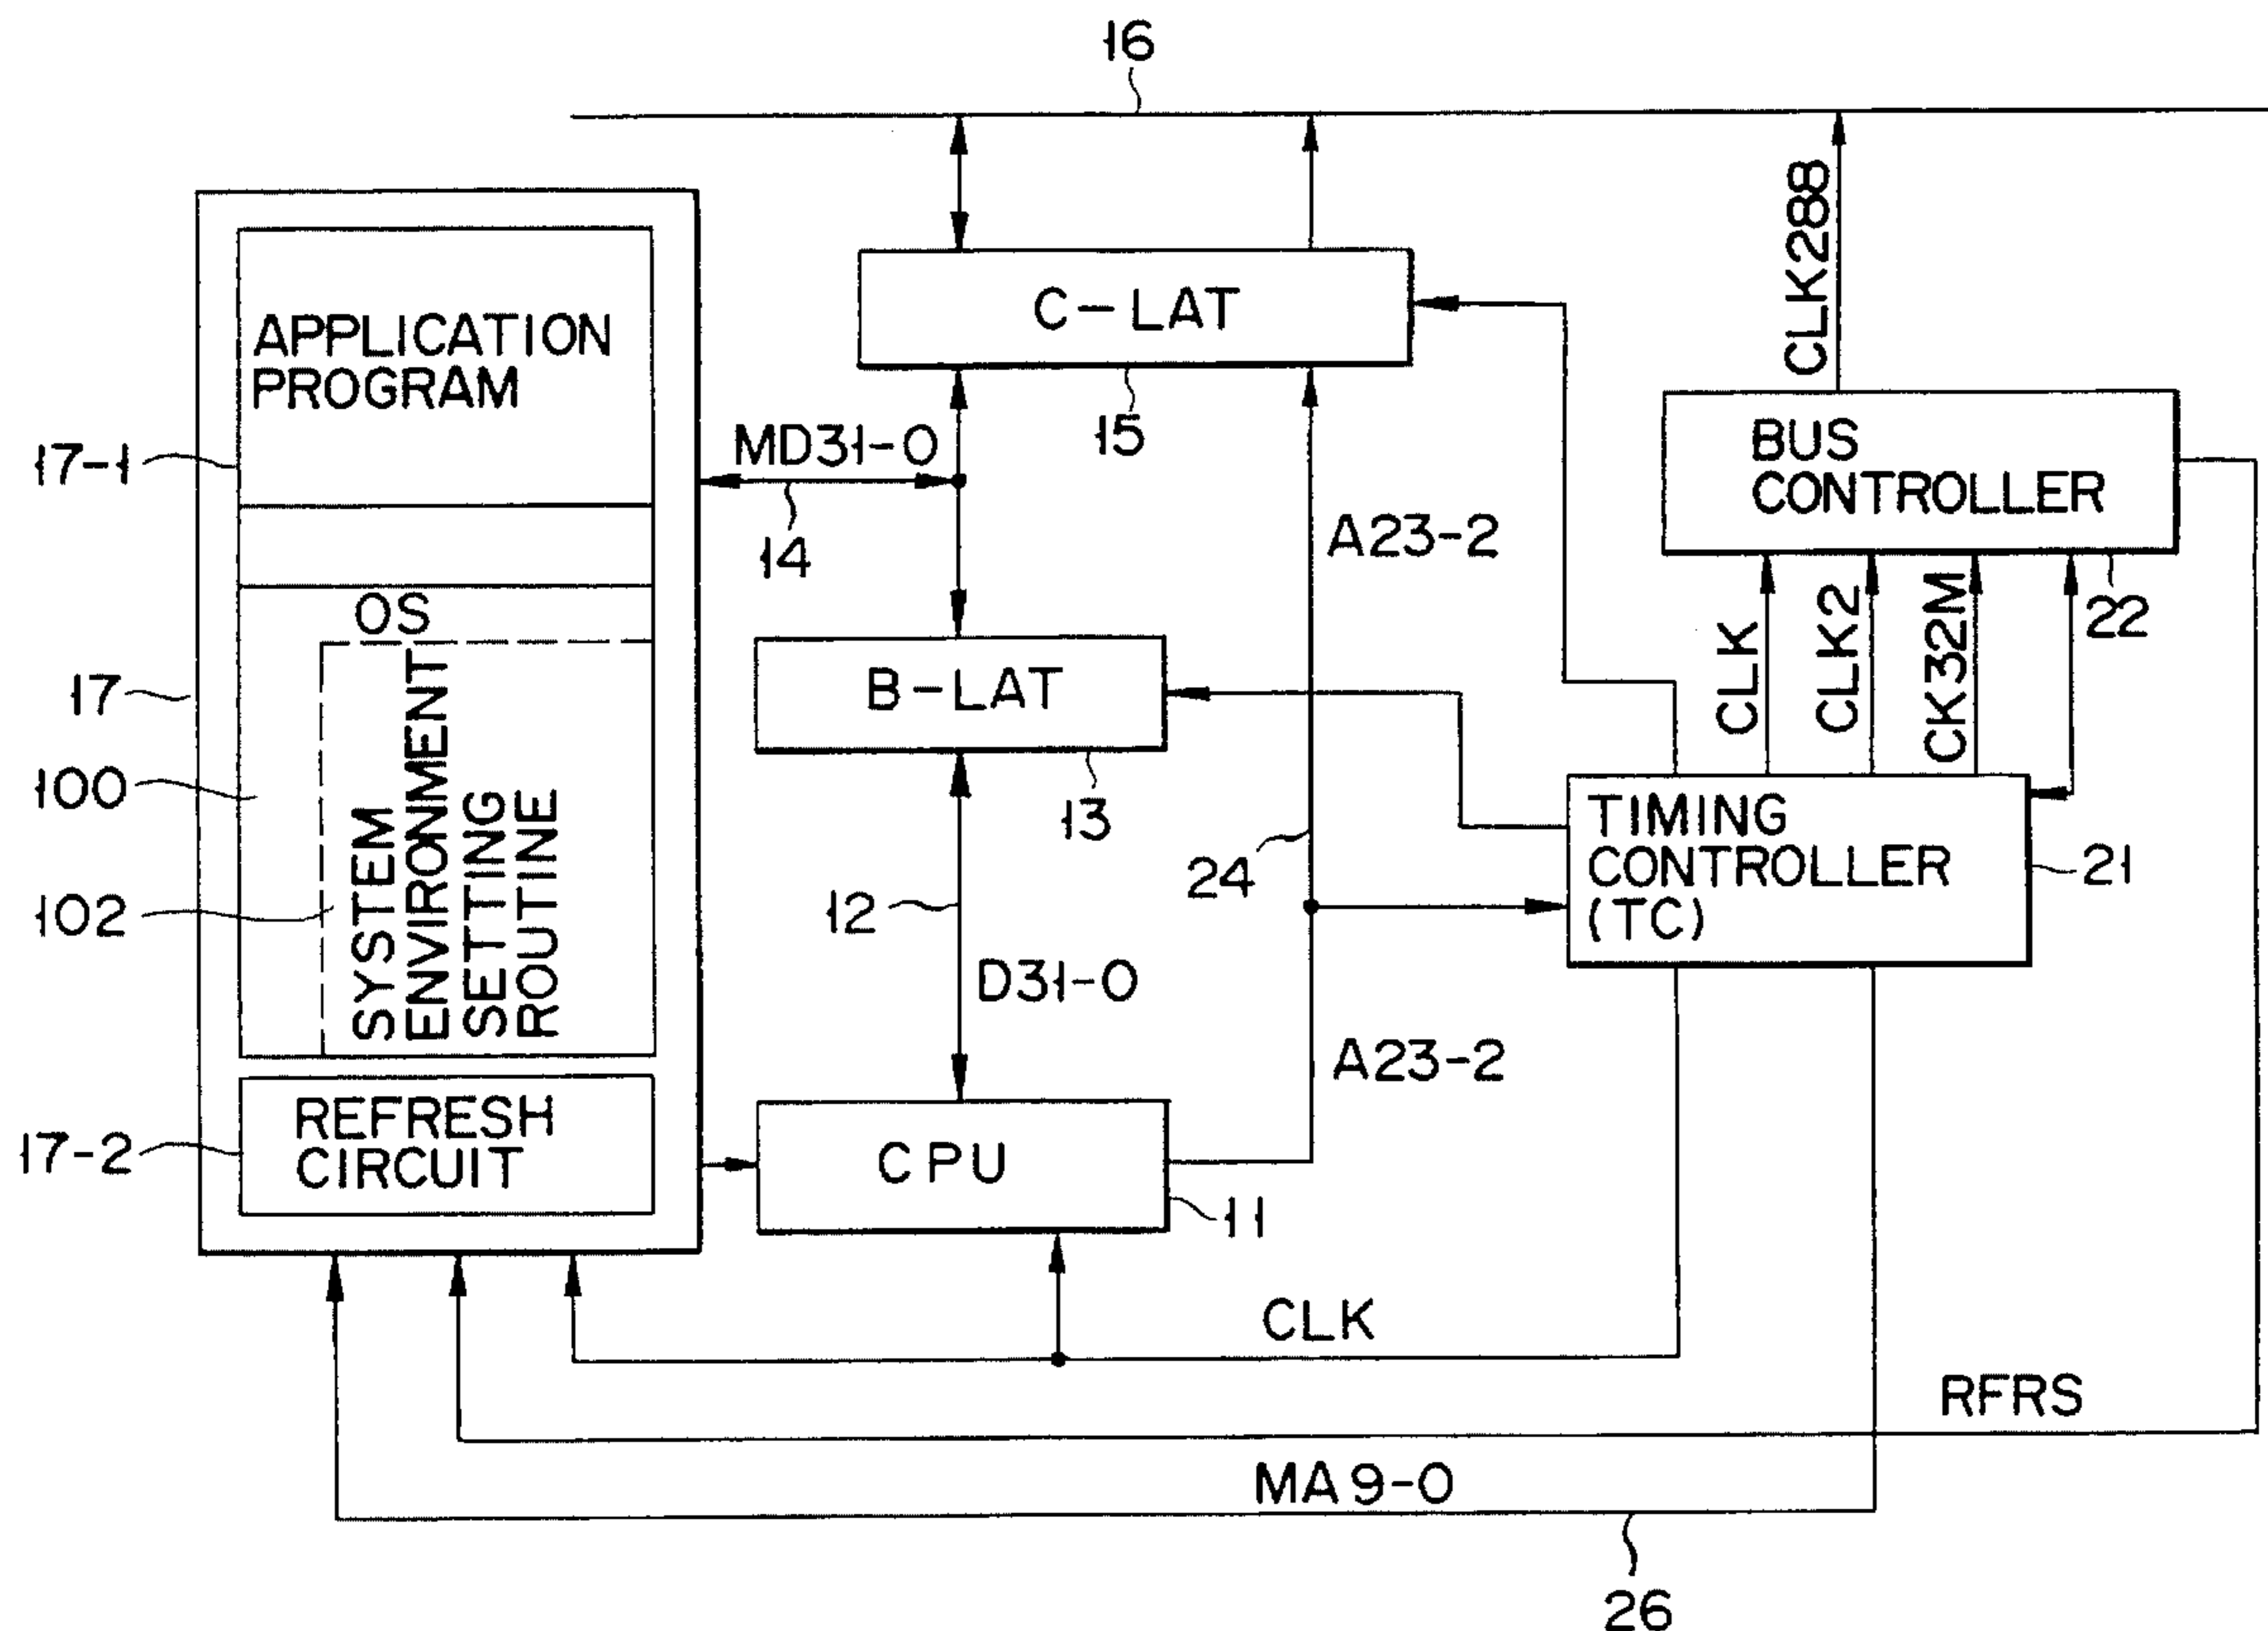 16
CLK288
APPLICATION
PROGRAM
C-LAT
15
17-1
MD31-0
14
A23-2
BUS
CONTROLLER
22
OS
17
SYSTEM
ENVIRONMENT
SETTING
ROUTINE
B-LAT
13
CLK
CLK2
CK32M
100
102
12
24
TIMING
CONTROLLER
(TC)
21
D31-0
A23-2
REFRESH
CIRCUIT
17-2
CPU
11
CLK
RFRS
MA9-0
26